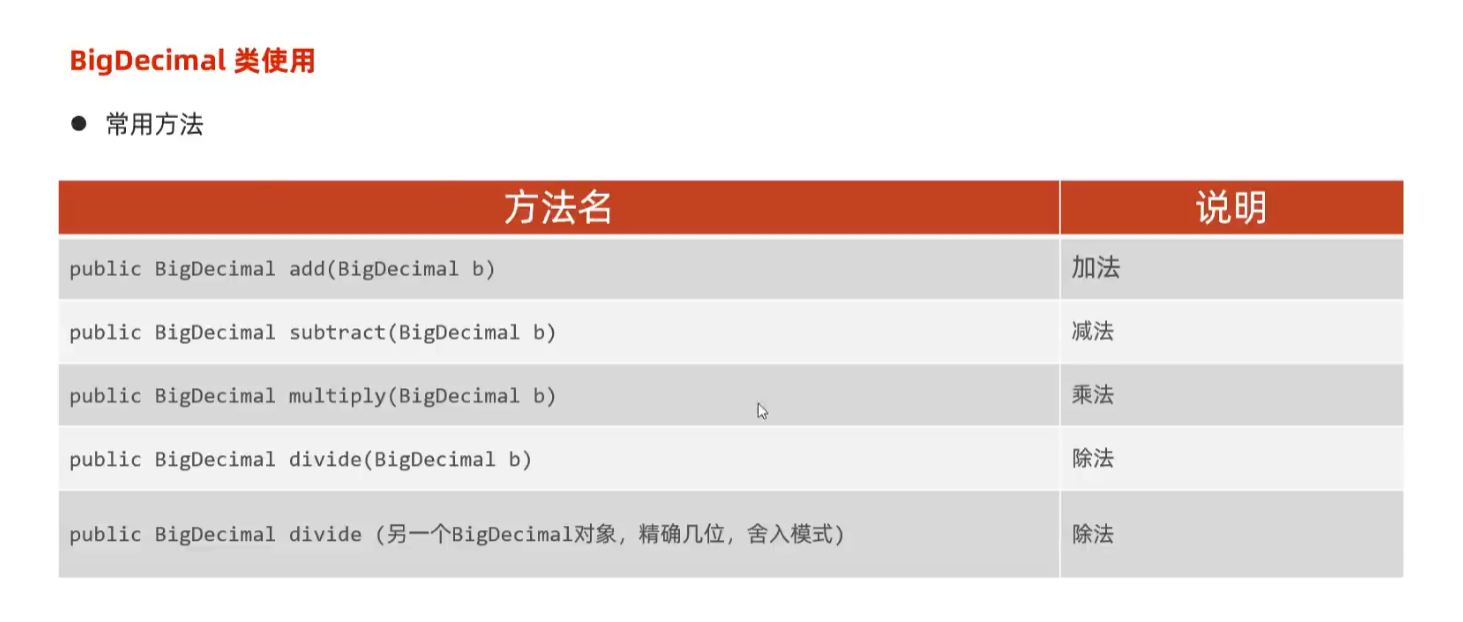 BigDecimal 类使用
● 常用方法
方法名 说明
public BigDecimal add(BigDecimal b) 加法
public BigDecimal subtract(BigDecimal b) 减法
public BigDecimal multiply(BigDecimal b) 乘法
public BigDecimal divide(BigDecimal b) 除法
public BigDecimal divide (另一个BigDecimal对象，精确几位，舍入模式) 除法